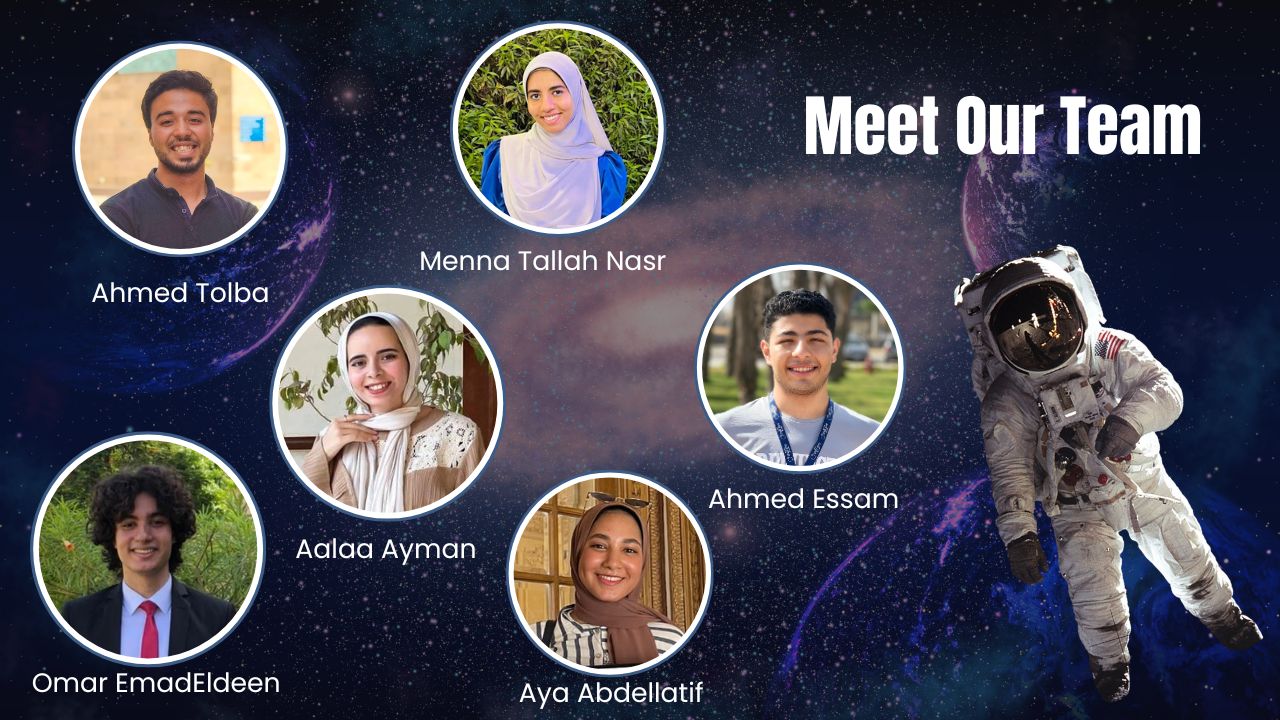 Meet Our Team
Ahmed Tolba
Menna Tallah Nasr
Aalaa Ayman
Ahmed Essam
Omar EmadEldeen
Aya Abdellatif